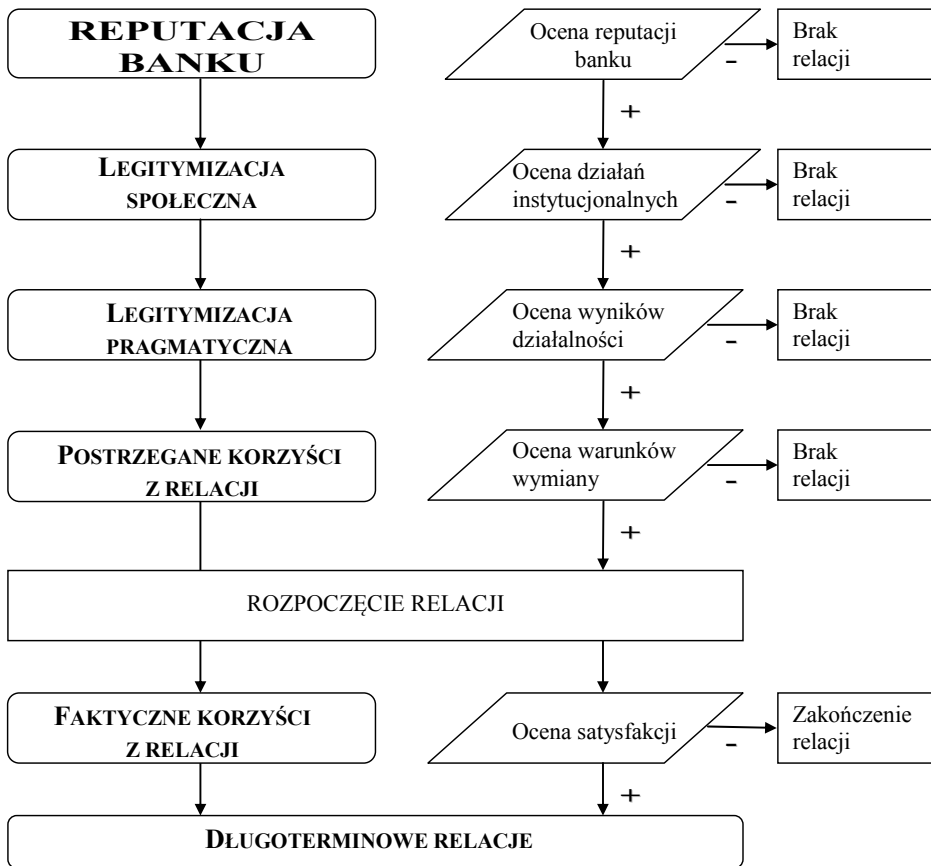 REPUTACJA
BANKU
Ocena reputacji
banku
-
Brak
relacji
+
LEGITYMIZACJA
SPOŁECZNA
Ocena działań
instytucjonalnych
-
Brak
relacji
+
LEGITYMIZACJA
PRAGMATYCZNA
Ocena wyników
działalności
-
Brak
relacji
+
POSTRZEGANE KORZYŚCI
Z RELACJI
Ocena warunków
wymiany
-
Brak
relacji
+
ROZPOCZĘCIE RELACJI
FAKTYCZNE KORZYŚCI
Z RELACJI
Ocena satysfakcji
-
Zakończenie
relacji
+
DŁUGOTERMINOWE RELACJE